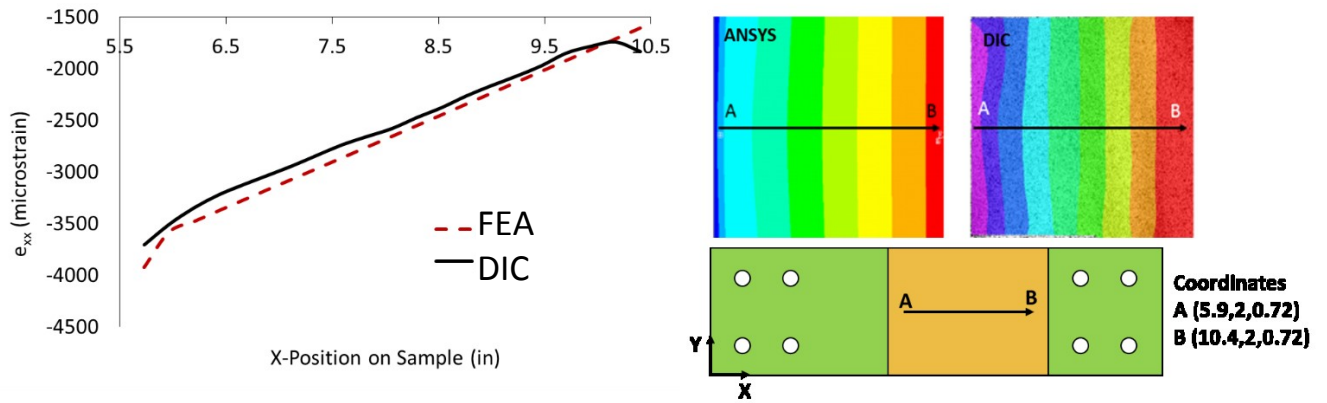 -1500
5.5 6.5 7.5 8.5 9.5 10.5
-2000
-2500
-3000
-3500
-4000
-4500
exx (microstrain)
X-Position on Sample (in)
FEA
DIC
ANSYS
A B
DIC
A B
A B
Y
X
Coordinates
A (5.9,2,0.72)
B (10.4,2,0.72)